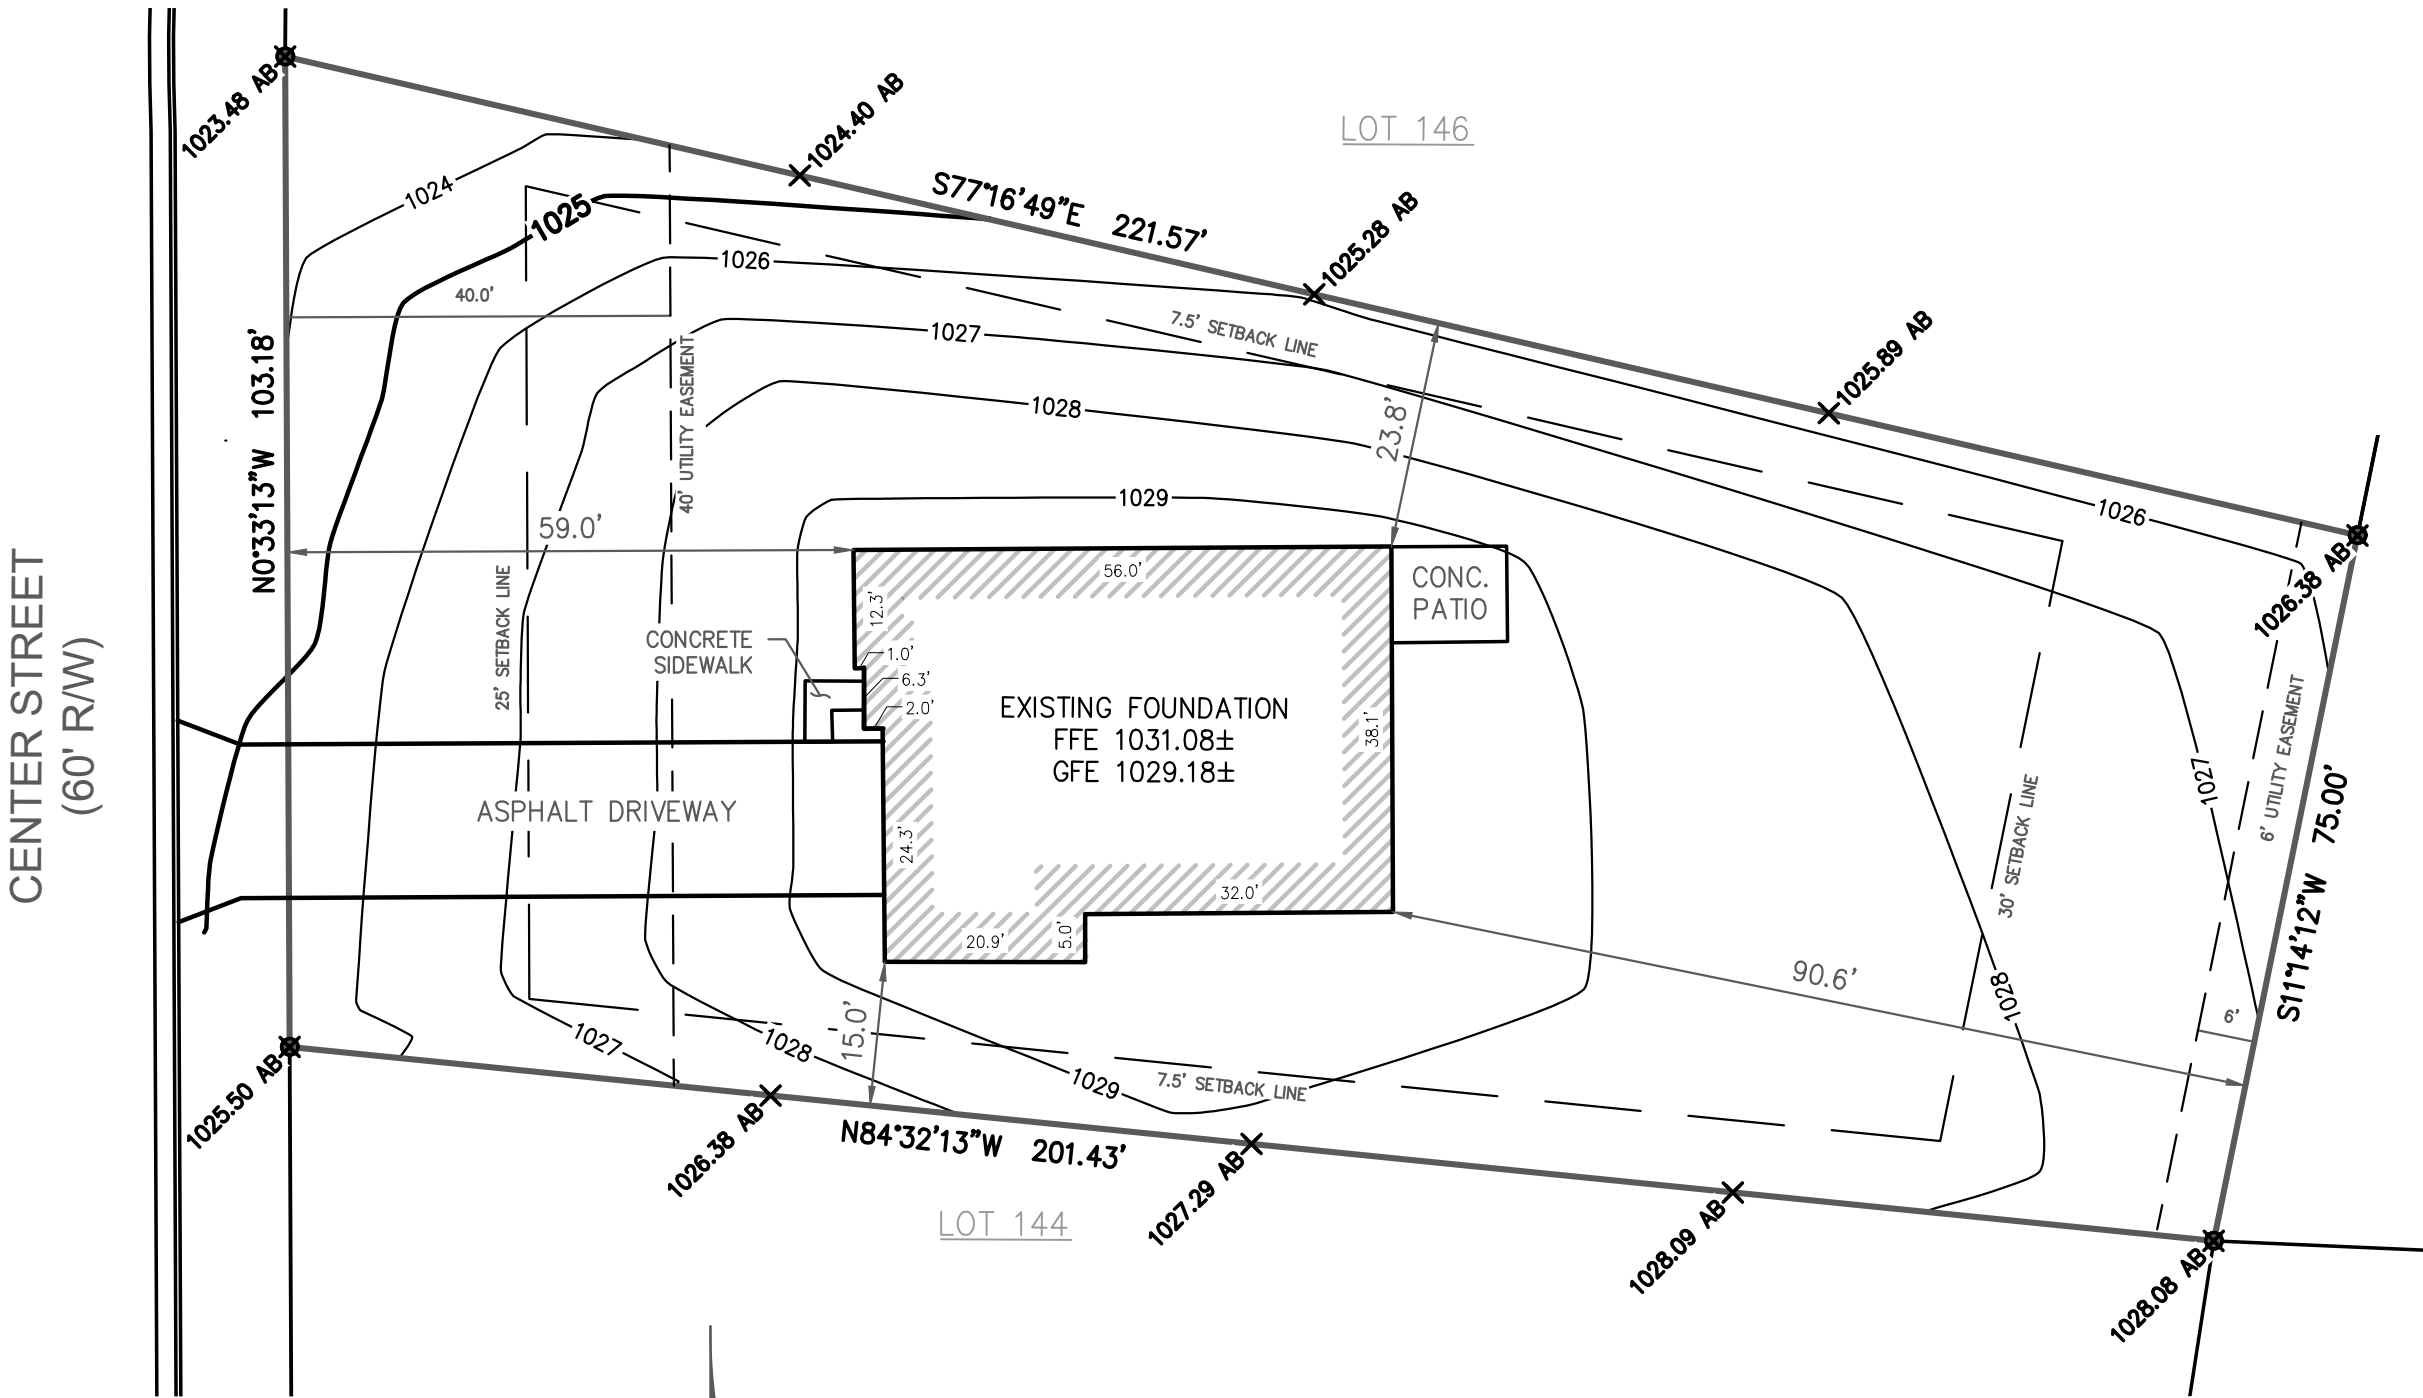 1023.48 AB
1024.40 AB
LOT 146
1024
S77°16'49"E 221.57'
1025
1025.28 AB
1026
40.0'
7.5' SETBACK LINE
1027
1025.89 AB
N0°33'13"W 103.18'
40' UTILITY EASEMENT
1028
23.8'
1029
1026
59.0'
CENTER STREET
(60' R/W)
25' SETBACK LINE
56.0'
CONC.
PATIO
12.3'
1026.38 AB
CONCRETE
SIDEWALK
1.0'
6.3'
2.0'
EXISTING FOUNDATION
FFE 1031.08±
GFE 1029.18±
38.1'
6' UTILITY EASEMENT
1027
75.00'
S11°14'12"W
30' SETBACK LINE
ASPHALT DRIVEWAY
24.3'
32.0'
20.9'
5.0'
90.6'
1028
6'
15.0'
1027
1028
1029
7.5' SETBACK LINE
1025.50 AB
1026.38 AB
N84°32'13"W 201.43'
1027.29 AB
LOT 144
1028.09 AB
1028.08 AB